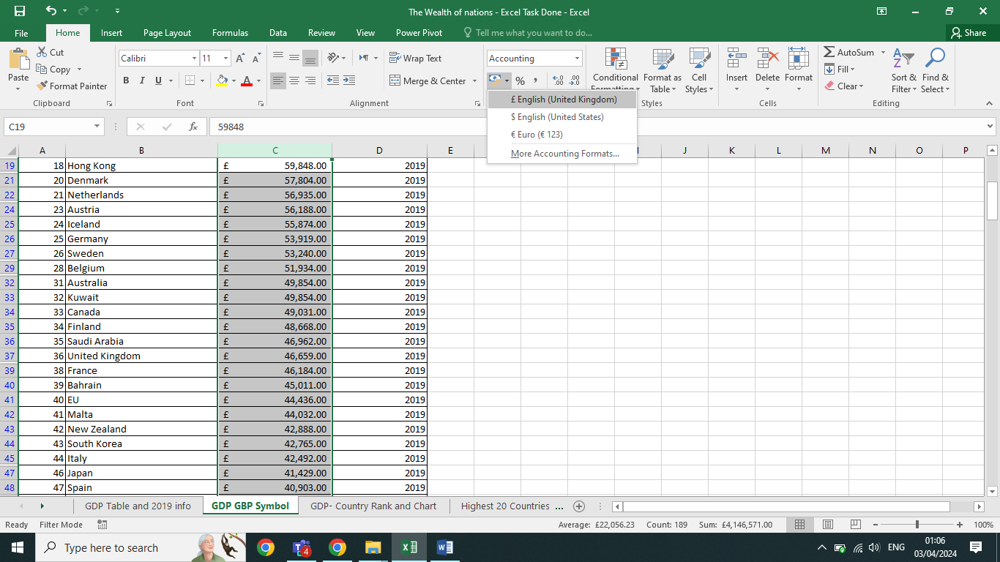 The Wealth of nations - Excel Task Done - Excel
File Home Insert Page Layout Formulas Data Review View Power Pivot Tell me what you want to do... Share
Paste
Cut
Copy
Format Painter
Clipboard
Calibri 11
B I U
Font
Wrap Text
Merge & Center
Alignment
Accounting
%
£ English (United Kingdom)
$ English (United States)
€ Euro (€ 123)
More Accounting Formats...
Conditional Formatting
Format as Table
Cell Styles
Styles
Insert Delete Format
Cells
AutoSum
Fill
Clear
Sort & Filter
Find & Select
Editing
C19 fx 59848
A B C D E J K L M N O P
19 18 Hong Kong £ 59,848.00 2019
21 20 Denmark £ 57,804.00 2019
22 21 Netherlands £ 56,935.00 2019
24 23 Austria £ 56,188.00 2019
25 24 Iceland £ 55,874.00 2019
26 25 Germany £ 53,919.00 2019
27 26 Sweden £ 53,240.00 2019
29 28 Belgium £ 51,934.00 2019
32 31 Australia £ 49,854.00 2019
33 32 Kuwait £ 49,854.00 2019
34 33 Canada £ 49,031.00 2019
35 34 Finland £ 48,668.00 2019
36 35 Saudi Arabia £ 46,962.00 2019
37 36 United Kingdom £ 46,659.00 2019
39 38 France £ 46,184.00 2019
40 39 Bahrain £ 45,011.00 2019
41 40 EU £ 44,436.00 2019
42 41 Malta £ 44,032.00 2019
43 42 New Zealand £ 42,888.00 2019
44 43 South Korea £ 42,765.00 2019
45 44 Italy £ 42,492.00 2019
47 46 Japan £ 41,429.00 2019
48 47 Spain £ 40,903.00 2019
GDP Table and 2019 info GDP GBP Symbol GDP- Country Rank and Chart Highest 20 Countries ...
Ready Filter Mode Average: £22,056.23 Count: 189 Sum: £4,146,571.00 100%
Type here to search 4 ENG 01:06
03/04/2024